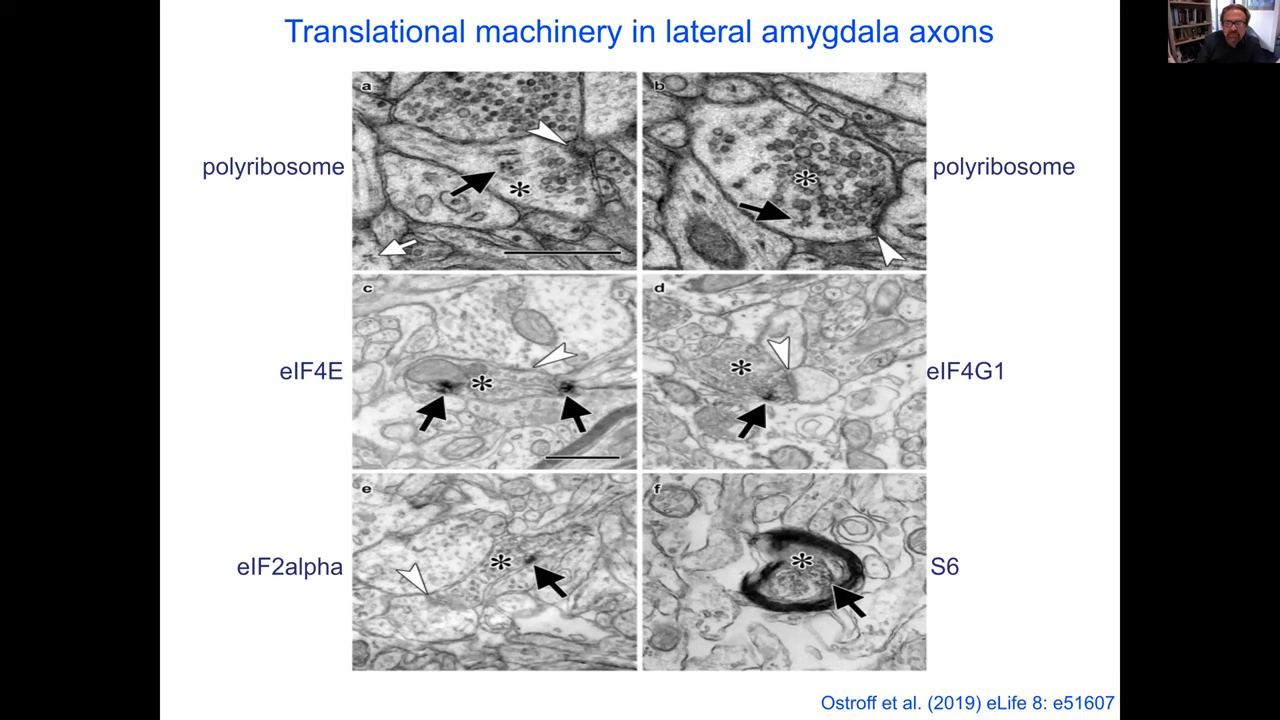 Translational machinery in lateral amygdala axons
a
b
polyribosome
*
*
polyribosome
c
d
eIF4E
*
*
eIF4G1
e
f
eIF2alpha
*
*
S6
Ostroff et al. (2019) eLife 8: e51607